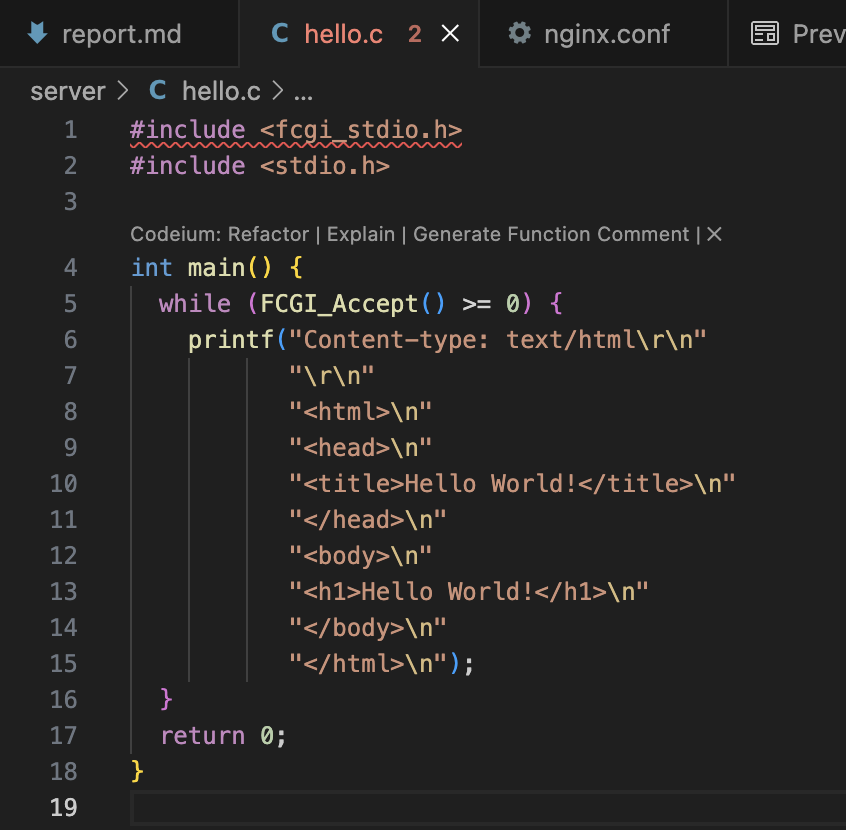 report.md C hello.c 2 nginx.conf Prev
server > C hello.c > ...
1 #include <fcgi_stdio.h>
2 #include <stdio.h>
3
Codeium: Refactor | Explain | Generate Function Comment | ×
4 int main() {
5   while (FCGI_Accept() >= 0) {
6     printf("Content-type: text/html\r\n"
7            "\r\n"
8            "<html>\n"
9            "<head>\n"
10            "<title>Hello World!</title>\n"
11            "</head>\n"
12            "<body>\n"
13            "<h1>Hello World!</h1>\n"
14            "</body>\n"
15            "</html>\n");
16   }
17   return 0;
18 }
19